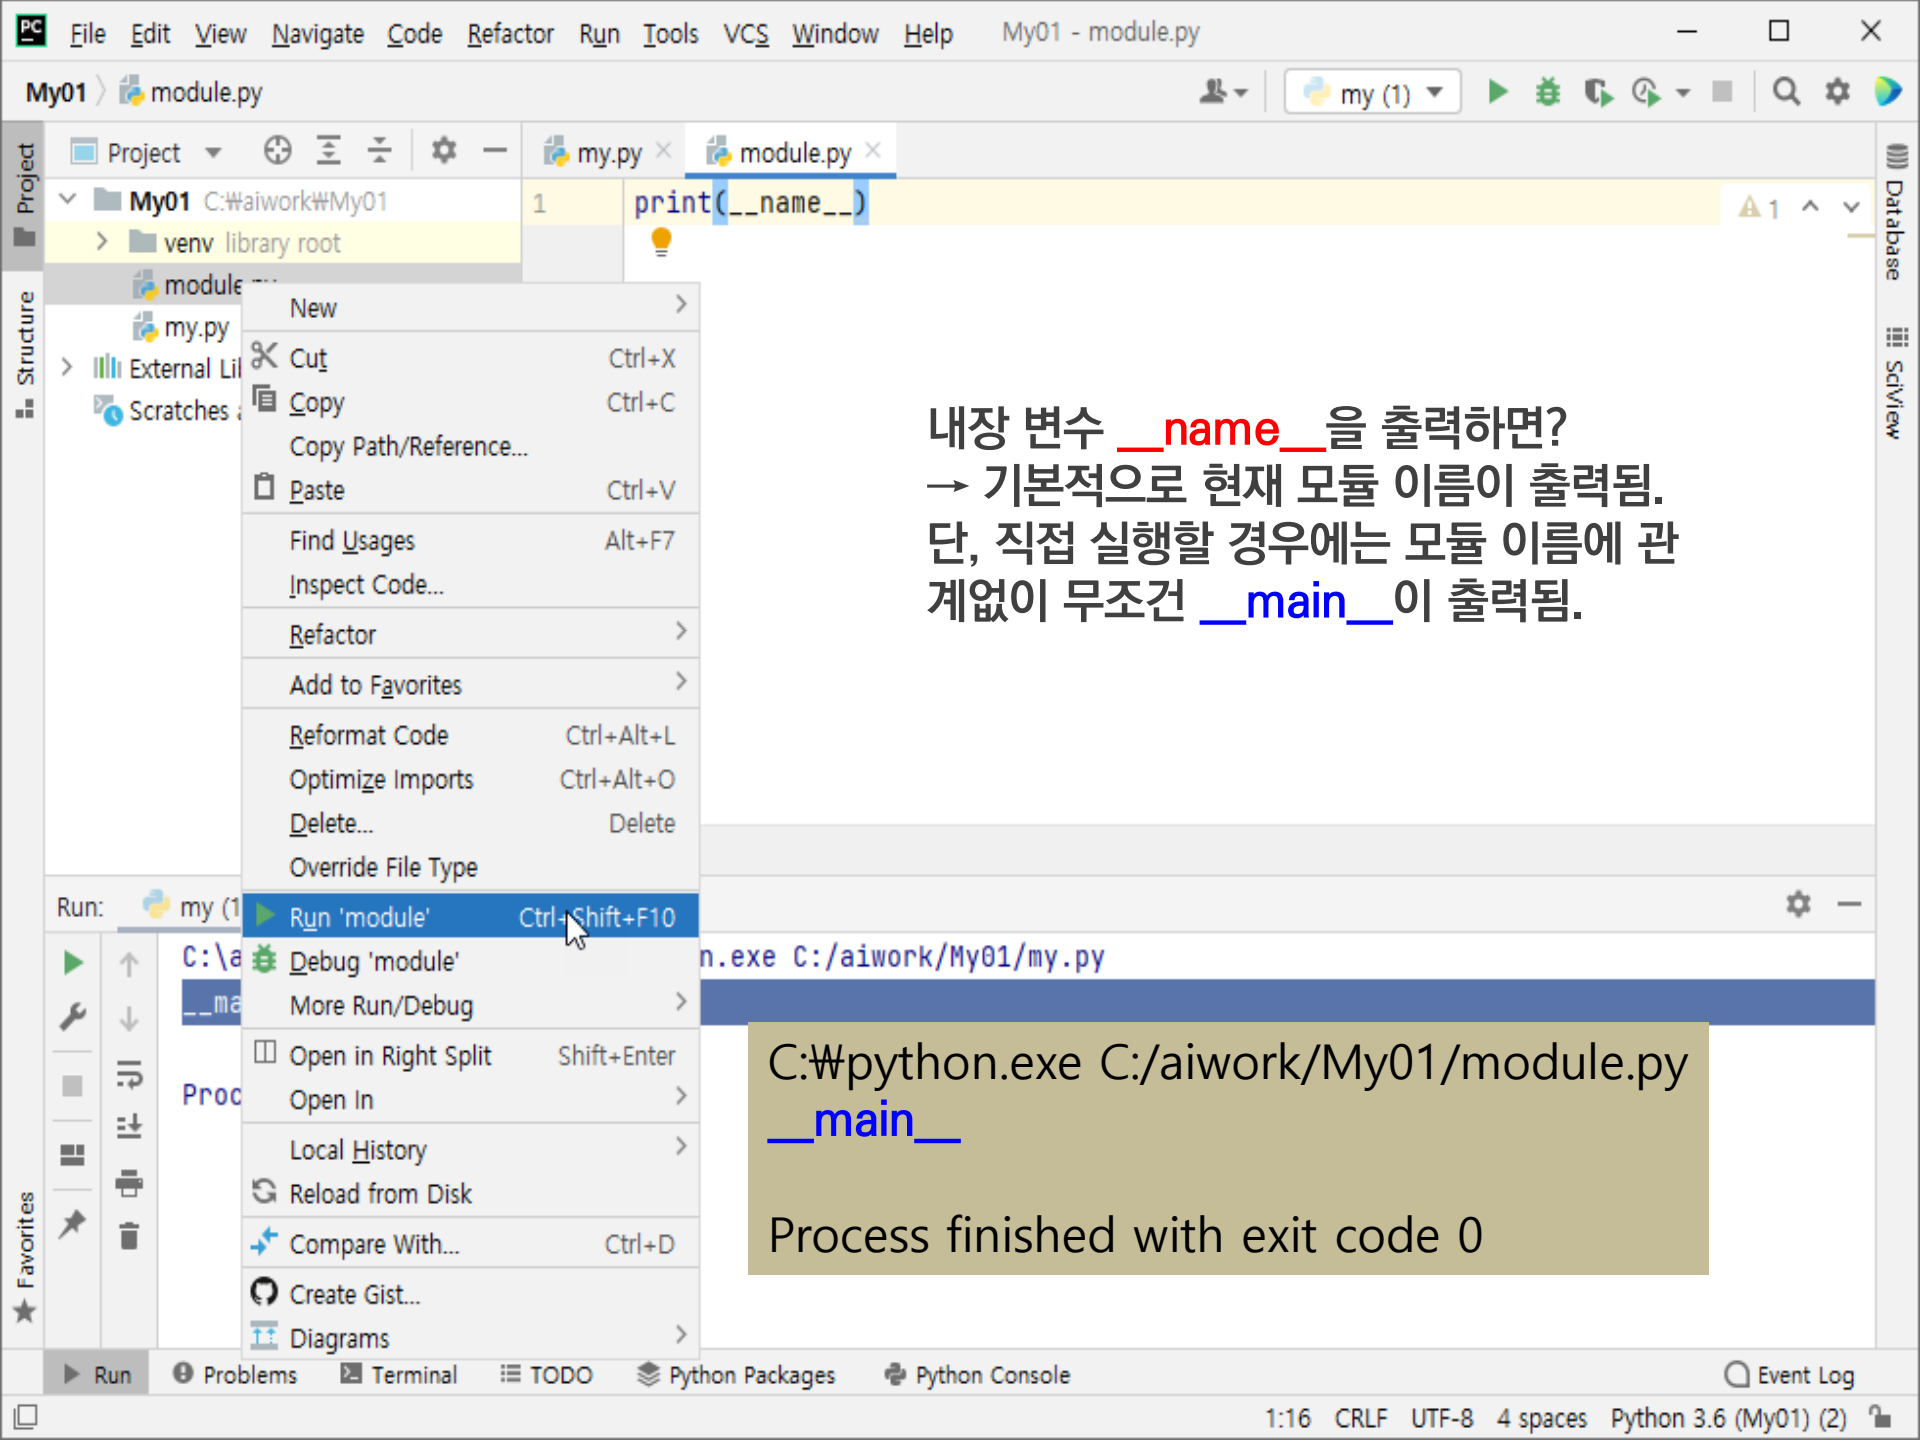 PC File Edit View Navigate Code Refactor Run Tools VCS Window Help My01 - module.py
My01 module.py my (1)
Project
Project
my.py
module.py
My01 C:₩aiwork₩My01
venv library root
module
my.py
External Li
Scratches
1 print(__name__)
1
Database
SciView
Structure
Favorites
New
Cut Ctrl+X
Copy Ctrl+C
Copy Path/Reference...
Paste Ctrl+V
Find Usages Alt+F7
Inspect Code...
Refactor
Add to Favorites
Reformat Code Ctrl+Alt+L
Optimize Imports Ctrl+Alt+O
Delete... Delete
Override File Type
Run 'module' Ctrl+Shift+F10
Debug 'module'
More Run/Debug
Open in Right Split Shift+Enter
Open In
Local History
Reload from Disk
Compare With... Ctrl+D
Create Gist...
Diagrams
내장 변수 __name__을 출력하면?
→ 기본적으로 현재 모듈 이름이 출력됨.
단, 직접 실행할 경우에는 모듈 이름에 관
계없이 무조건 __main__이 출력됨.
Run: my (1
C:\a n.exe C:/aiwork/My01/my.py
__ma
Proc
C:₩python.exe C:/aiwork/My01/module.py
__main__
Process finished with exit code 0
Run Problems Terminal TODO Python Packages Python Console Event Log
1:16 CRLF UTF-8 4 spaces Python 3.6 (My01) (2)